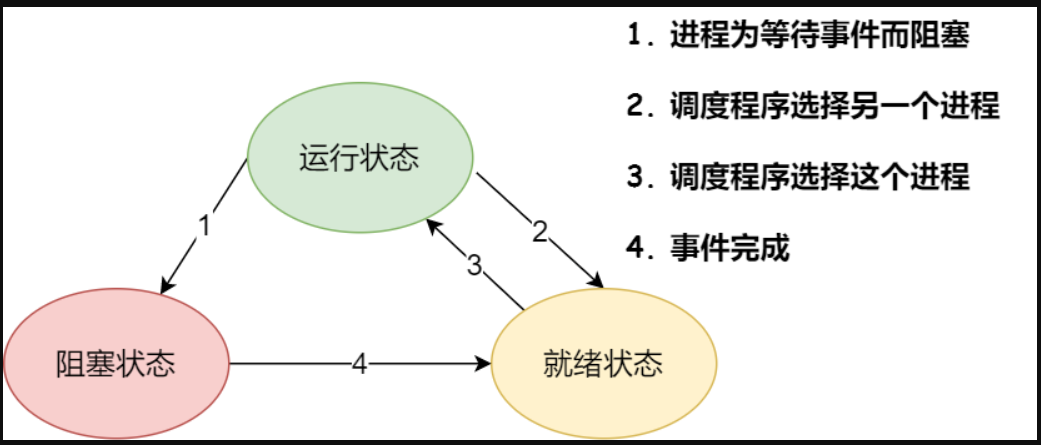 1. 进程为等待事件而阻塞
2. 调度程序选择另一个进程
3. 调度程序选择这个进程
4. 事件完成
运行状态
1
2
3
阻塞状态
4
就绪状态